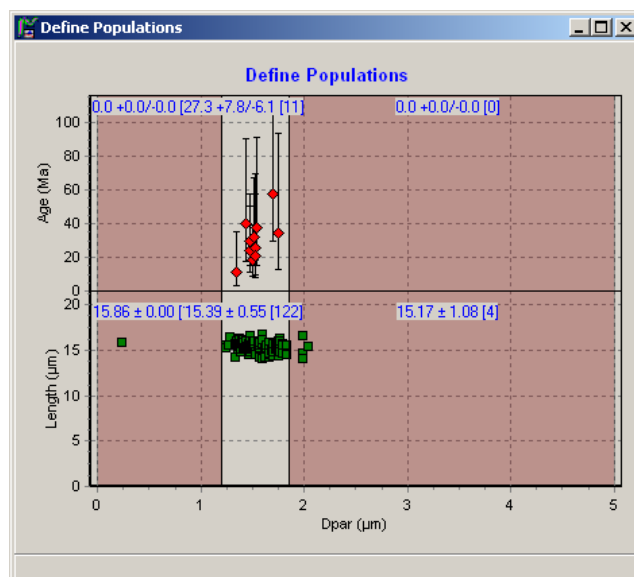 Define Populations
Define Populations
0.0 +0.0/-0.0 [27.3 +7.8/-6.1 [11]
0.0 +0.0/-0.0 [0]
100
80
60
40
20
0
Age (Ma)
15.86 ± 0.00 [15.39 ± 0.55 [122]
15.17 ± 1.08 [4]
20
15
10
5
0
Length (µm)
0 1 2 3 4 5
Dpar (µm)